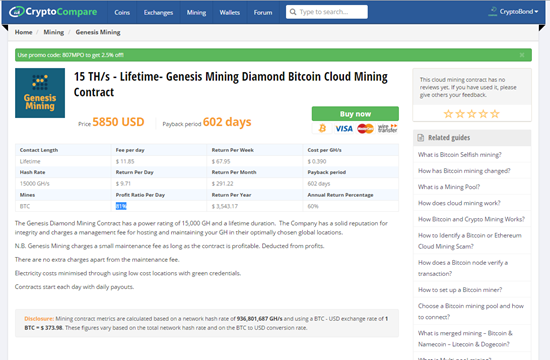 CryptoCompare Coins Exchanges Mining Wallets Forum Type to search... CryptoBond
Home / Mining / Genesis Mining
Use promo code: B07MPO to get 2.5% off!
Genesis Mining
15 TH/s - Lifetime- Genesis Mining Diamond Bitcoin Cloud Mining
Contract
Price 5850 USD Payback period 602 days
Buy now
VISA MasterCard wire transfer
Contract Length Fee per day Return Per Week Cost per GH/s
Lifetime $ 11.85 $ 67.95 $ 0.390
Hash Rate Return Per Day Return Per Month Payback period
15000 GH/s $ 9.71 $ 291.22 602 days
Mines Profit Ratio Per Day Return Per Year Annual Return Percentage
BTC 81% $ 3,543.17 60%
The Genesis Diamond Mining Contract has a power rating of 15,000 GH and a lifetime duration. The Company has a solid reputation for
integrity and charges a management fee for hosting and maintaining your GH in their optimally chosen global locations.
N.B. Genesis Mining charges a small maintenance fee as long as the contract is profitable. Deducted from profits.
There are no extra charges apart from the maintenance fee.
Electricity costs minimised through using low cost locations with green credentials.
Contracts start each day with daily payouts.
Disclosure: Mining contract metrics are calculated based on a network hash rate of 936,801,687 GH/s and using a BTC - USD exchange rate of 1
BTC = $ 373.98. These figures vary based on the total network hash rate and on the BTC to USD conversion rate.
This cloud mining contract has no
reviews yet. If you have used it, please
give others your feedback.
Related guides
What is Bitcoin Selfish mining?
How has Bitcoin mining changed?
What is a Mining Pool?
How does cloud mining work?
How Bitcoin and Crypto Mining Works?
How to Identify a Bitcoin or Ethereum
Cloud Mining Scam?
How does a Bitcoin node verify a
transaction?
How to set up a Bitcoin miner?
Choose a Bitcoin mining pool and how
to connect?
What is merged mining – Bitcoin &
Namecoin – Litecoin & Dogecoin?